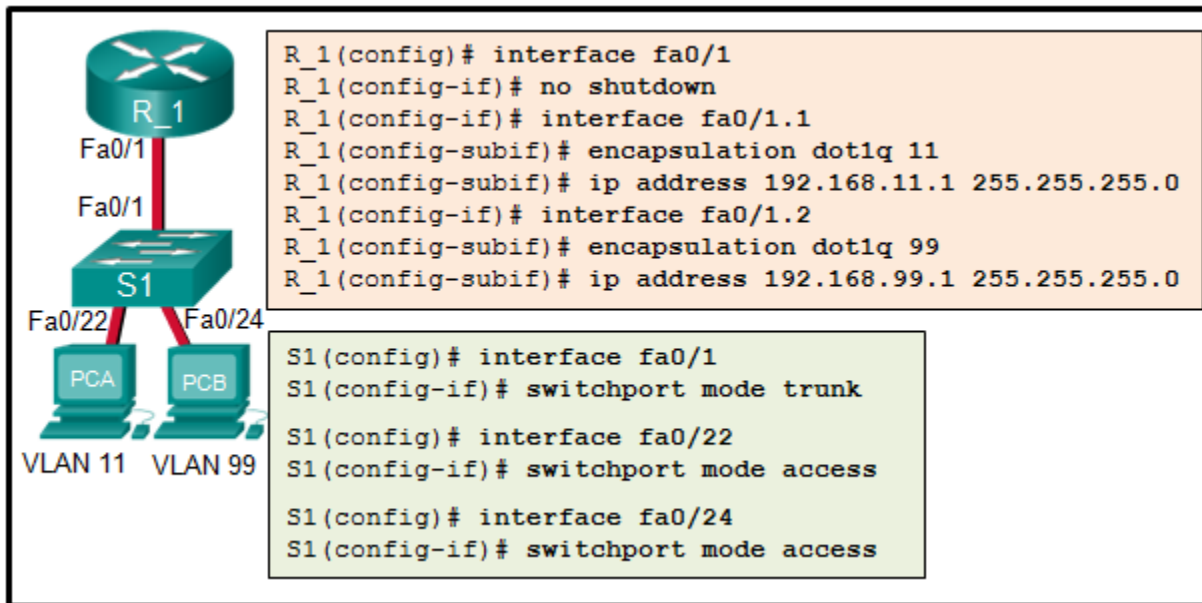 R_1
Fa0/1
Fa0/1
S1
Fa0/22
Fa0/24
PCA
PCB
VLAN 11
VLAN 99
R_1(config)# interface fa0/1
R_1(config-if)# no shutdown
R_1(config-if)# interface fa0/1.1
R_1(config-subif)# encapsulation dot1q 11
R_1(config-subif)# ip address 192.168.11.1 255.255.255.0
R_1(config-if)# interface fa0/1.2
R_1(config-subif)# encapsulation dot1q 99
R_1(config-subif)# ip address 192.168.99.1 255.255.255.0
S1(config)# interface fa0/1
S1(config-if)# switchport mode trunk
S1(config)# interface fa0/22
S1(config-if)# switchport mode access
S1(config)# interface fa0/24
S1(config-if)# switchport mode access